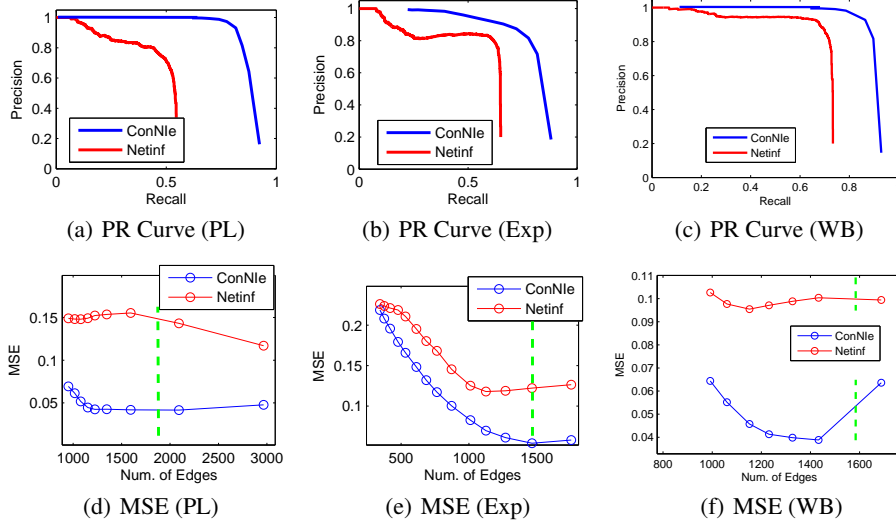 1
0.8
0.6
0.4
0.2
0
0
0.5
1
Precision
Recall
ConNIe
Netinf
(a) PR Curve (PL)
1
0.8
0.6
0.4
0.2
0
0
0.5
1
Precision
Recall
ConNIe
Netinf
(b) PR Curve (Exp)
1
0.8
0.6
0.4
0.2
0
0
0.2
0.4
0.6
0.8
1
Precision
Recall
ConNIe
Netinf
(c) PR Curve (WB)
ConNIe
Netinf
0.15
0.1
0.05
1000
1500
2000
2500
3000
MSE
Num. of Edges
(d) MSE (PL)
ConNIe
Netinf
0.2
0.15
0.1
500
1000
1500
MSE
Num. of Edges
(e) MSE (Exp)
0.11
0.1
0.09
0.08
0.07
0.06
0.05
0.04
800
1000
1200
1400
1600
MSE
Num. of Edges
ConNIe
Netinf
(f) MSE (WB)